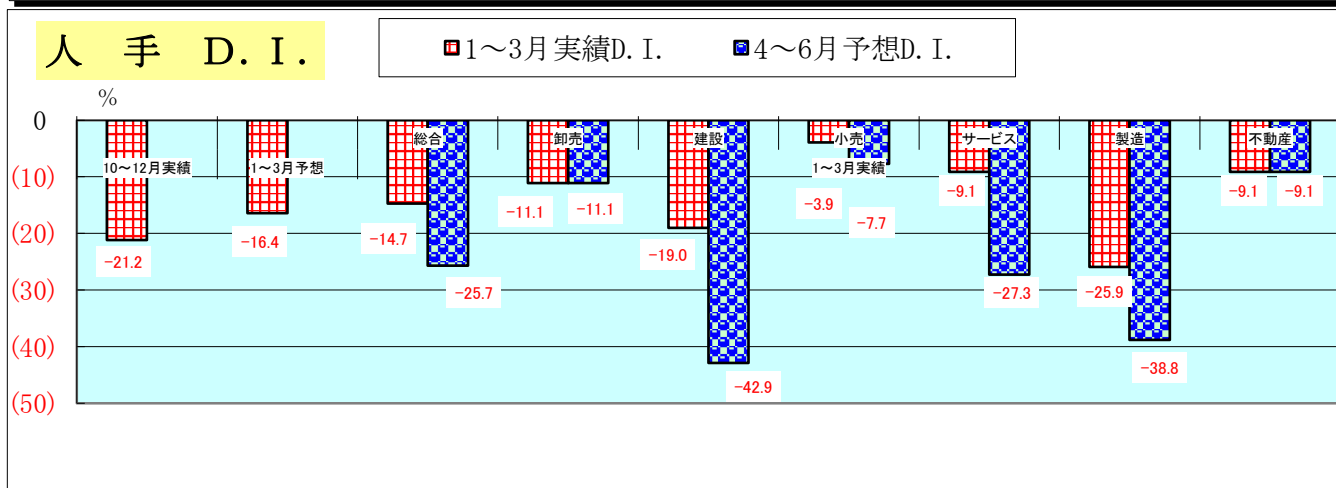 人 手 D.I.
1～3月実績D.I.
4～6月予想D.I.
%
0
(10)
(20)
(30)
(40)
(50)
10～12月実績
1～3月予想
総合
卸売
建設
小売
1～3月実績
サービス
製造
不動産
-21.2
-16.4
-14.7
-25.7
-11.1
-11.1
-19.0
-42.9
-3.9
-7.7
-9.1
-27.3
-25.9
-38.8
-9.1
-9.1